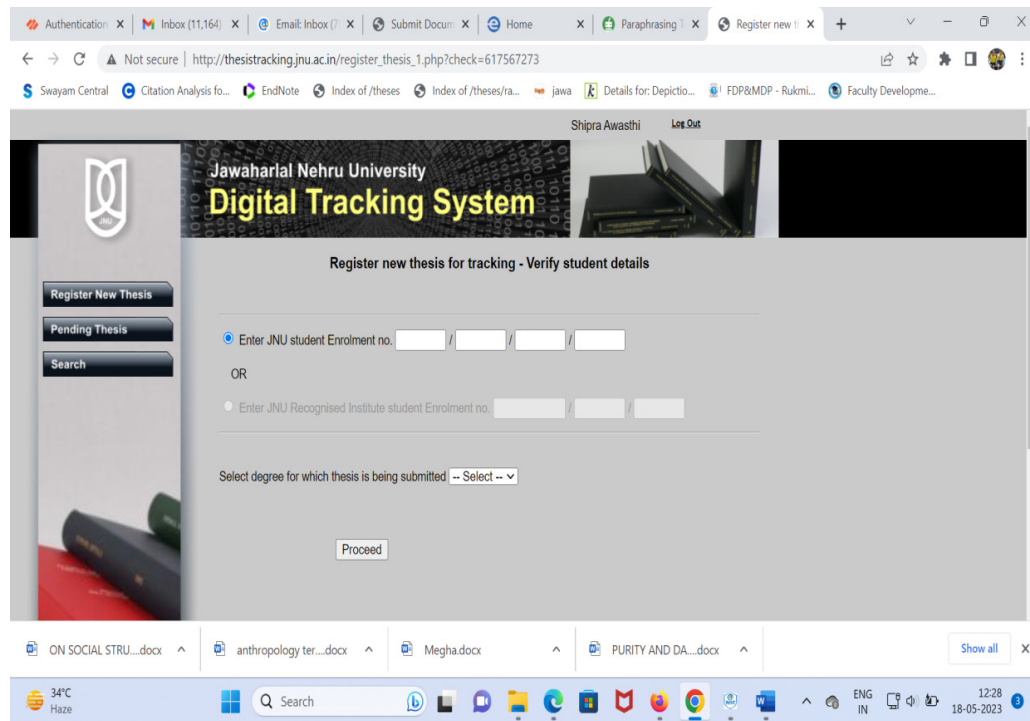 Authentication
Inbox (11,164)
Email: Inbox (7
Submit Docum
Home
Paraphrasing T
Register new th
Not secure
http://thesistracking.jnu.ac.in/register_thesis_1.php?check=617567273
Swayam Central
Citation Analysis fo...
EndNote
Index of /theses
Index of /theses/ra...
jawa
Details for: Depictio...
FDP&MDP - Rukmi...
Faculty Developme...
Shipra Awasthi
Log Out
JNU
Jawaharlal Nehru University
Digital Tracking System
Register new thesis for tracking - Verify student details
Register New Thesis
Pending Thesis
Search
Enter JNU student Enrolment no. / / /
OR
Enter JNU Recognised Institute student Enrolment no. / /
Select degree for which thesis is being submitted -- Select --
Proceed
ON SOCIAL STRU....docx
anthropology ter....docx
Megha.docx
PURITY AND DA....docx
Show all
34°C
Haze
Search
ENG
IN
12:28
18-05-2023
3